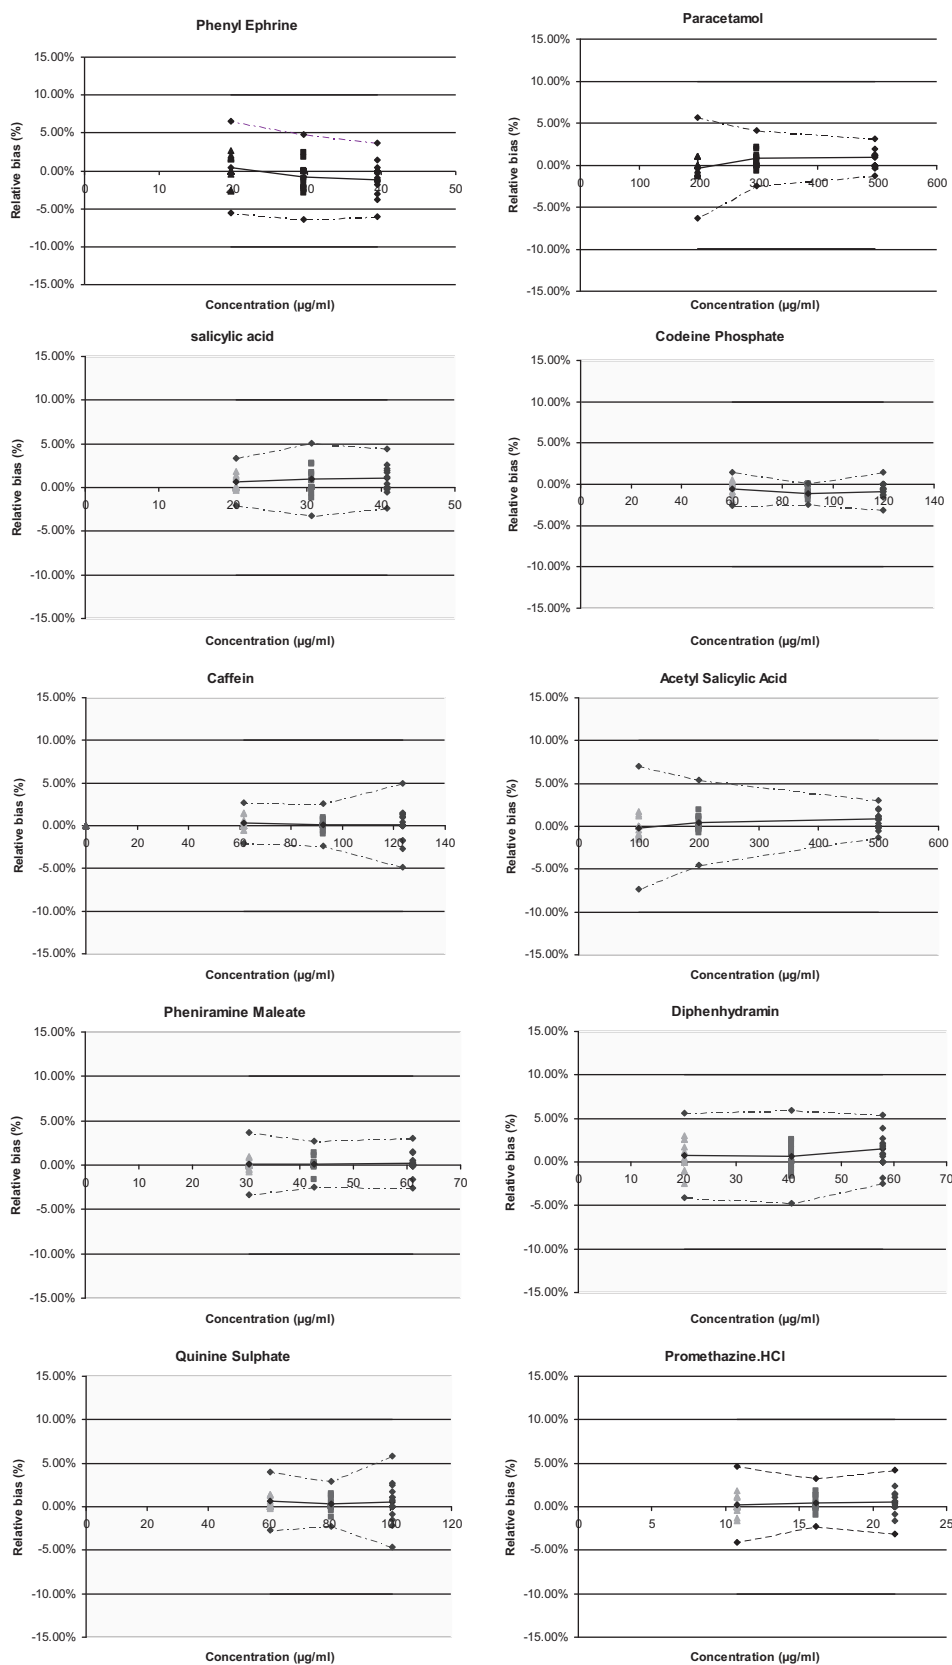 Phenyl Ephrine
15.00%
10.00%
5.00%
0.00%
-5.00%
-10.00%
-15.00%
0 10 20 30 40 50
Relative bias (%)
Concentration (µg/ml)
Paracetamol
15.00%
10.00%
5.00%
0.00%
-5.00%
-10.00%
-15.00%
0 100 200 300 400 500 600
Relative bias (%)
Concentration (µg/ml)
salicylic acid
15.00%
10.00%
5.00%
0.00%
-5.00%
-10.00%
-15.00%
0 10 20 30 40 50
Relative bias (%)
Concentration (µg/ml)
Codeine Phosphate
15.00%
10.00%
5.00%
0.00%
-5.00%
-10.00%
-15.00%
0 20 40 60 80 100 120 140
Relative bias (%)
Concentration (µg/ml)
Caffein
15.00%
10.00%
5.00%
0.00%
-5.00%
-10.00%
-15.00%
0 20 40 60 80 100 120 140
Relative bias (%)
Concentration (µg/ml)
Acetyl Salicylic Acid
15.00%
10.00%
5.00%
0.00%
-5.00%
-10.00%
-15.00%
0 100 200 300 400 500 600
Relative bias (%)
Concentration (µg/ml)
Pheniramine Maleate
15.00%
10.00%
5.00%
0.00%
-5.00%
-10.00%
-15.00%
0 10 20 30 40 50 60 70
Relative bias (%)
Concentration (µg/ml)
Diphenhydramin
15.00%
10.00%
5.00%
0.00%
-5.00%
-10.00%
-15.00%
0 10 20 30 40 50 60 70
Relative bias (%)
Concentration (µg/ml)
Quinine Sulphate
15.00%
10.00%
5.00%
0.00%
-5.00%
-10.00%
-15.00%
0 20 40 60 80 100 120
Relative bias (%)
Concentration (µg/ml)
Promethazine.HCl
15.00%
10.00%
5.00%
0.00%
-5.00%
-10.00%
-15.00%
0 5 10 15 20 25
Relative bias (%)
Concentration (µg/ml)